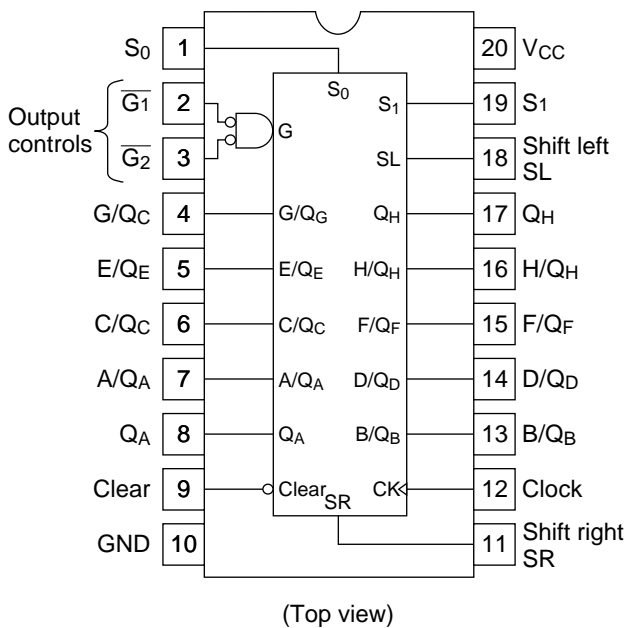 S0 1 20 VCC
S0
Output controls
G1 2 S1 19 S1
G
G2 3 SL 18 Shift left SL
G/QC 4 G/QG QH 17 QH
E/QE 5 E/QE H/QH 16 H/QH
C/QC 6 C/QC F/QF 15 F/QF
A/QA 7 A/QA D/QD 14 D/QD
QA 8 QA B/QB 13 B/QB
Clear 9 Clear CK 12 Clock
SR
GND 10 11 Shift right SR
(Top view)